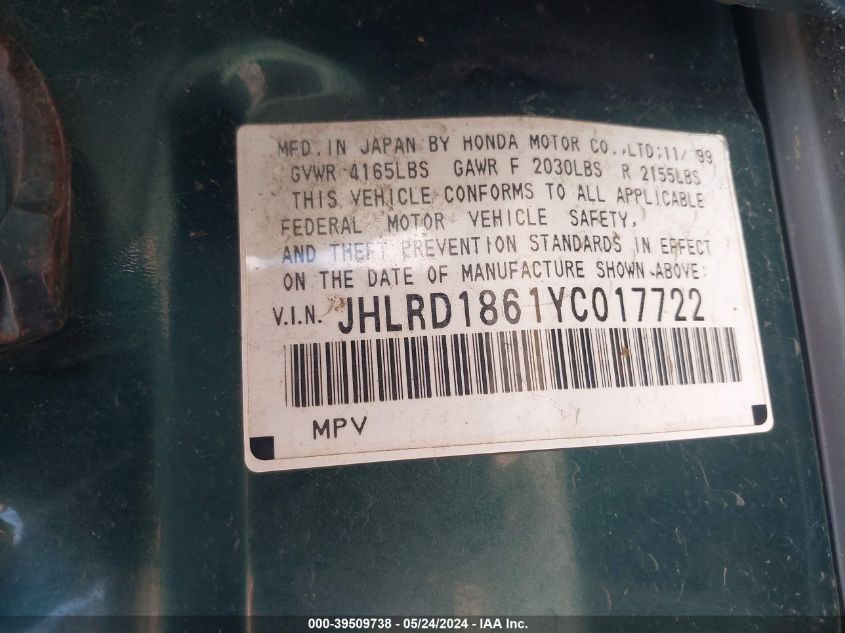 MFD. IN JAPAN BY HONDA MOTOR CO.,LTD;11/'99
GVWR 4165LBS GAWR F 2030LBS R 2155LBS
THIS VEHICLE CONFORMS TO ALL APPLICABLE
FEDERAL MOTOR VEHICLE SAFETY,
AND THEFT PREVENTION STANDARDS IN EFFECT
ON THE DATE OF MANUFACTURE SHOWN ABOVE:
V.I.N. JHLRD1861YC017722
MPV
000-39509738 - 05/24/2024 - IAA Inc.